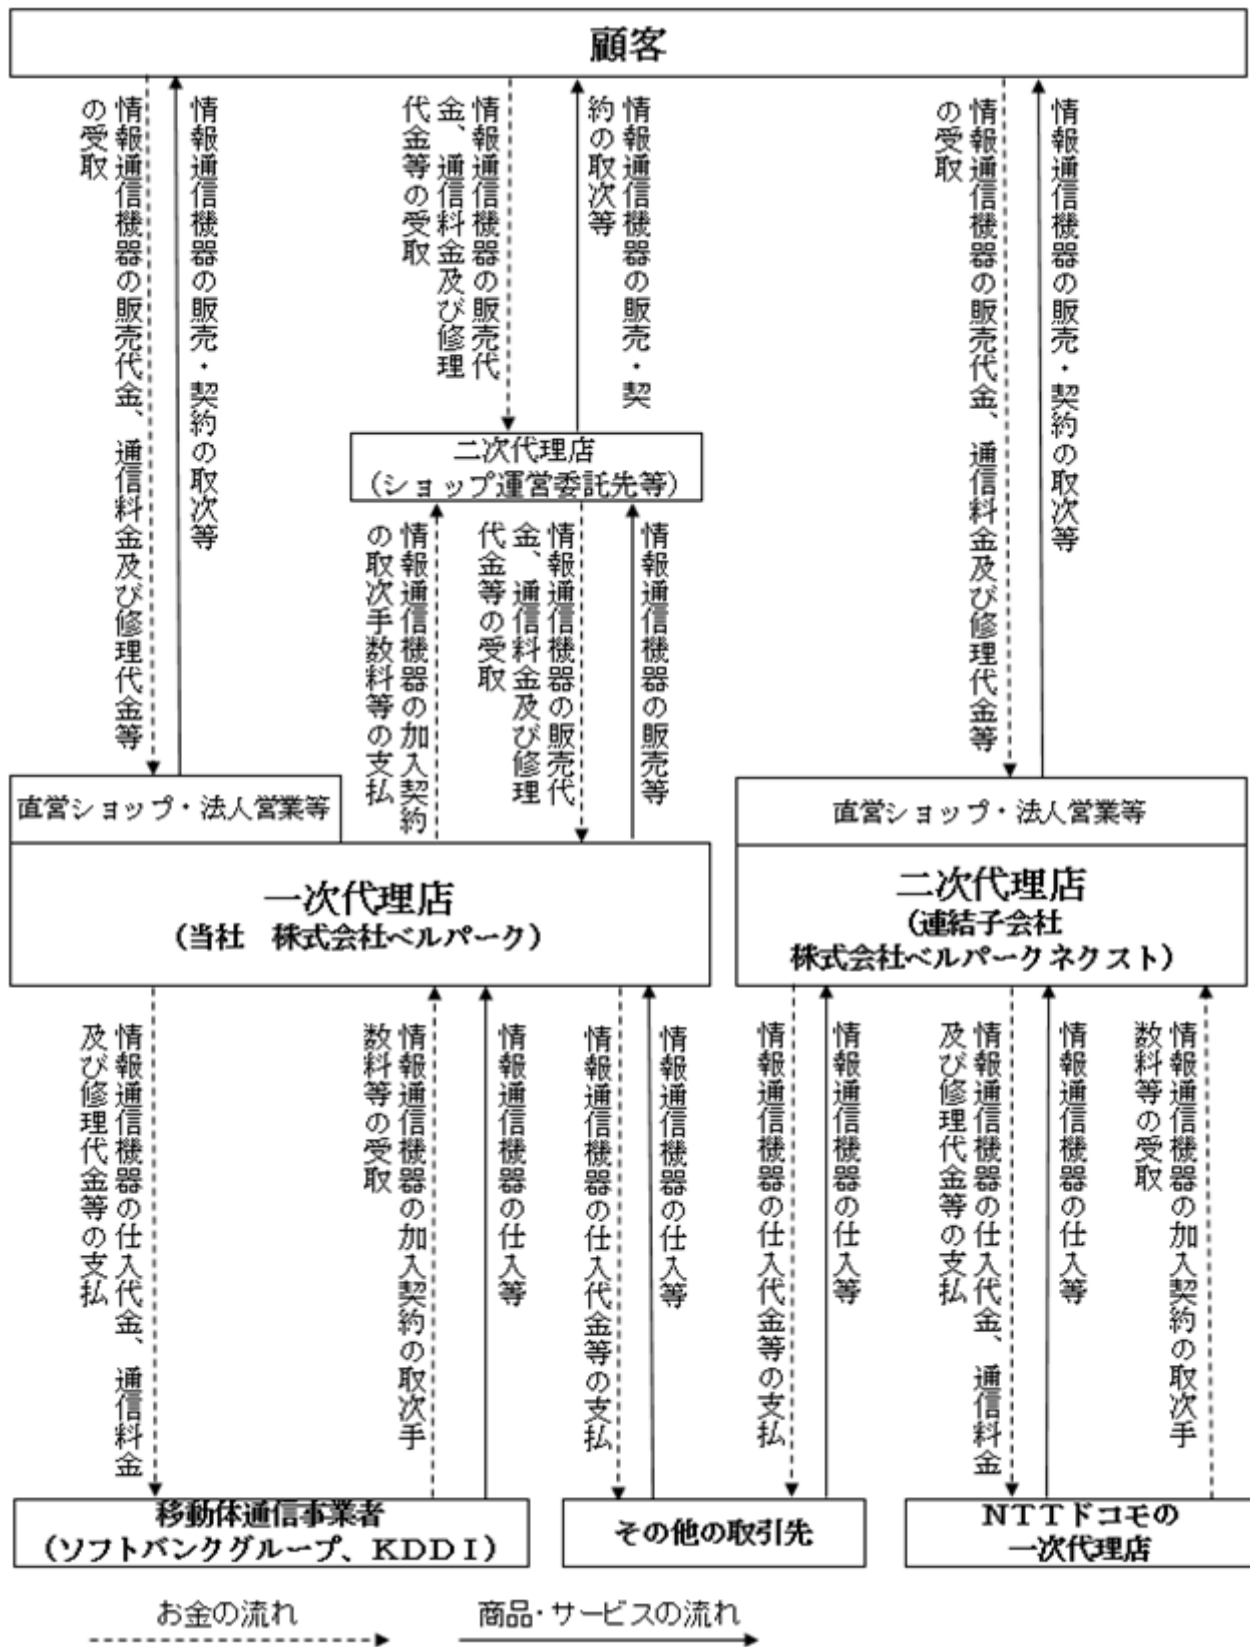 顧客
情報通信機器の販売代金、通信料金及び修理代金等
の受取
情報通信機器の販売・契約の取次等
情報通信機器の販売代
金、通信料金及び修理
代金等の受取
情報通信機器の販売・契
約の取次等
情報通信機器の販売代金、通信料金及び修理代金等
の受取
情報通信機器の販売・契約の取次等
二次代理店
（ショップ運営委託先等）
情報通信機器の加入契約
の取次手数料等の支払
情報通信機器の販売代
金、通信料金及び修理
代金等の受取
情報通信機器の販売等
直営ショップ・法人営業等
一次代理店
（当社　株式会社ベルパーク）
直営ショップ・法人営業等
二次代理店
（連結子会社
株式会社ベルパークネクスト）
情報通信機器の仕入代金、通信料金
及び修理代金等の支払
情報通信機器の加入契約の取次手
数料等の受取
情報通信機器の仕入等
情報通信機器の仕入代金等の支払
情報通信機器の仕入等
情報通信機器の仕入代金等の支払
情報通信機器の仕入等
情報通信機器の仕入代金、通信料金
及び修理代金等の支払
情報通信機器の仕入等
情報通信機器の加入契約の取次手
数料等の受取
移動体通信事業者
（ソフトバンクグループ、ＫＤＤＩ）
その他の取引先
ＮＴＴドコモの
一次代理店
お金の流れ
商品・サービスの流れ